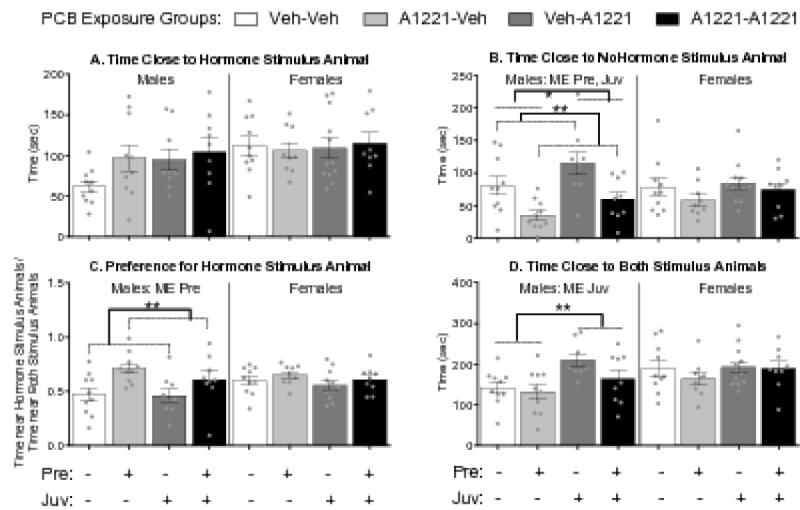 PCB Exposure Groups: Veh-Veh A1221-Veh Veh-A1221 A1221-A1221
A. Time Close to Hormone Stimulus Animal
Males Females
Time (sec)
200
150
100
50
0
B. Time Close to NoHormone Stimulus Animal
Males: ME Pre, Juv Females
*
**
Time (sec)
250
200
150
100
50
0
C. Preference for Hormone Stimulus Animal
Males: ME Pre Females
**
Time near Hormone Stimulus Animals/
Time near Both Stimulus Animals
1.5
1.0
0.5
0.0
D. Time Close to Both Stimulus Animals
Males: ME Juv Females
**
Time (sec)
400
300
200
100
0
Pre: - + - + - + - + - + - + - + - +
Juv: - - + + - - + + - - + + - - + +